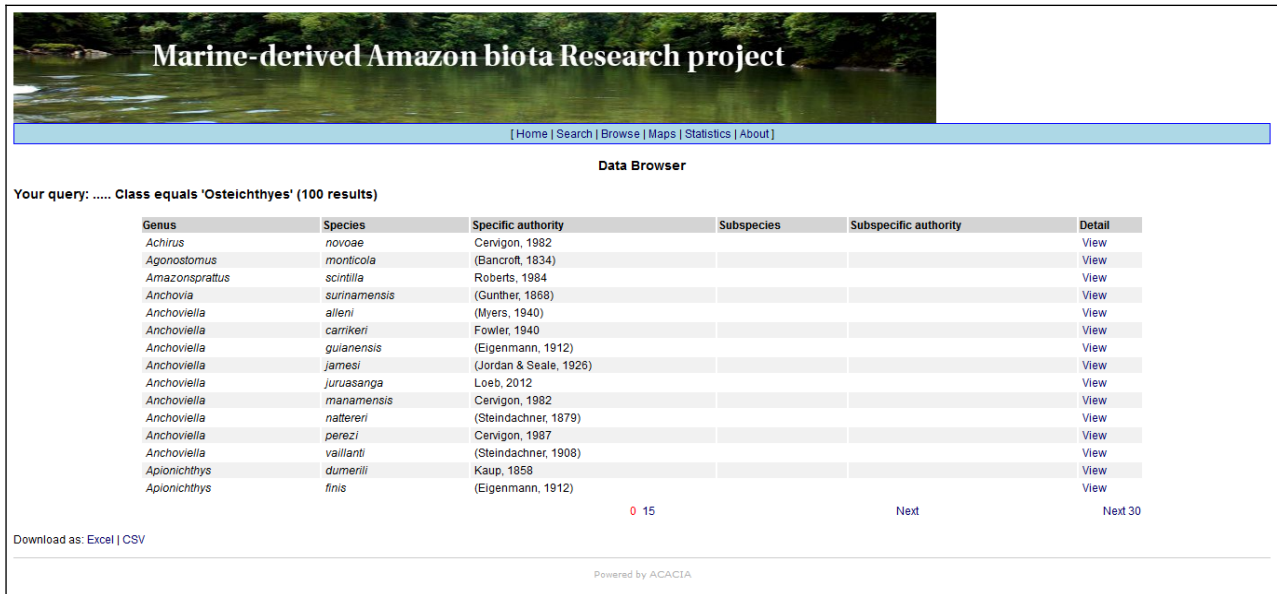 Marine-derived Amazon biota Research project
[ Home | Search | Browse | Maps | Statistics | About ]
Data Browser
Your query: ..... Class equals 'Osteichthyes' (100 results)
Genus Species Specific authority Subspecies Subspecific authority Detail
Achirus novoae Cervigon, 1982 View
Agonostomus monticola (Bancroft, 1834) View
Amazonsprattus scintilla Roberts, 1984 View
Anchovia surinamensis (Gunther, 1868) View
Anchoviella alleni (Myers, 1940) View
Anchoviella carrikeri Fowler, 1940 View
Anchoviella guianensis (Eigenmann, 1912) View
Anchoviella jamesi (Jordan & Seale, 1926) View
Anchoviella juruasanga Loeb, 2012 View
Anchoviella manamensis Cervigon, 1982 View
Anchoviella nattereri (Steindachner, 1879) View
Anchoviella perezi Cervigon, 1987 View
Anchoviella vaillanti (Steindachner, 1908) View
Apionichthys dumerili Kaup, 1858 View
Apionichthys finis (Eigenmann, 1912) View
0 15 Next Next 30
Download as: Excel | CSV
Powered by ACACIA